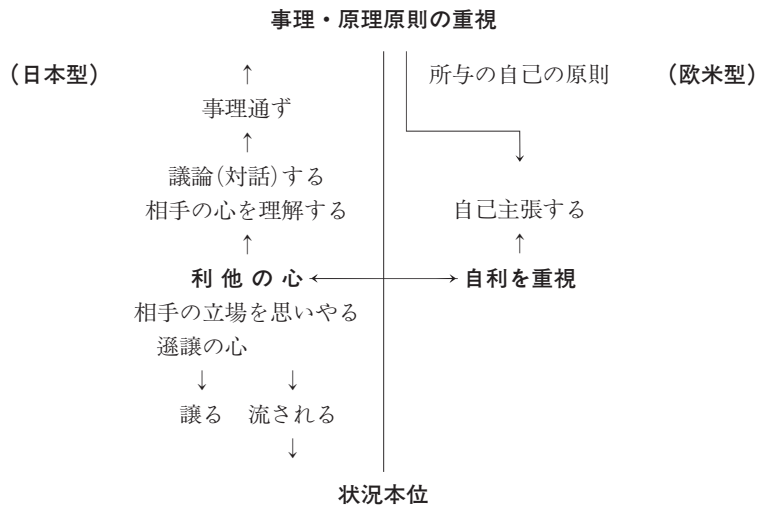 事理・原理原則の重視
（日本型） ↑ 所与の自己の原則 （欧米型）
事理通ず
↑
議論（対話）する
相手の心を理解する 自己主張する
↑ ↑
利他の心 ←→ 自利を重視
相手の立場を思いやる
遜譲の心
↓ ↓
譲る 流される
↓
状況本位